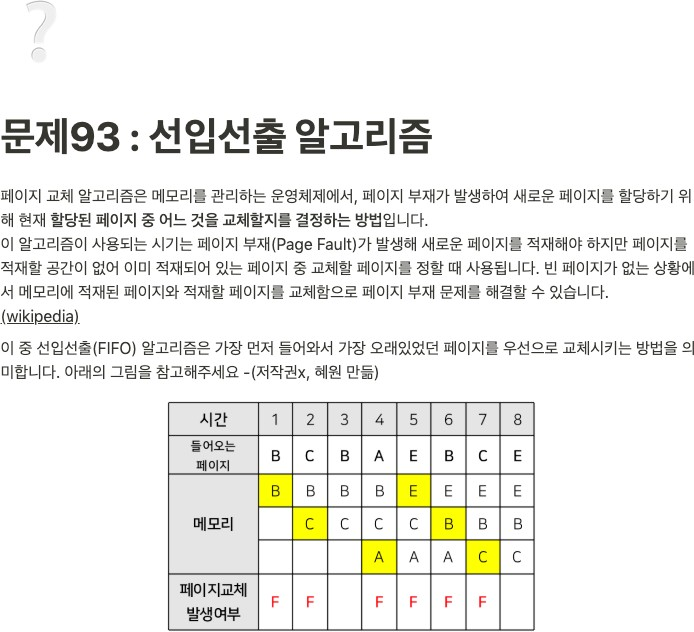 ?
문제93 : 선입선출 알고리즘
페이지 교체 알고리즘은 메모리를 관리하는 운영체제에서, 페이지 부재가 발생하여 새로운 페이지를 할당하기 위
해 현재 할당된 페이지 중 어느 것을 교체할지를 결정하는 방법입니다.
이 알고리즘이 사용되는 시기는 페이지 부재(Page Fault)가 발생해 새로운 페이지를 적재해야 하지만 페이지를
적재할 공간이 없어 이미 적재되어 있는 페이지 중 교체할 페이지를 정할 때 사용됩니다. 빈 페이지가 없는 상황에
서 메모리에 적재된 페이지와 적재할 페이지를 교체함으로 페이지 부재 문제를 해결할 수 있습니다.
(wikipedia)
이 중 선입선출(FIFO) 알고리즘은 가장 먼저 들어와서 가장 오래있었던 페이지를 우선으로 교체시키는 방법을 의
미합니다. 아래의 그림을 참고해주세요 -(저작권x, 혜원 만듦)
시간 1 2 3 4 5 6 7 8
들어오는
페이지 B C B A E B C E
B B B B E E E E
메모리 C C C C B B B
A A A C C
페이지교체
발생여부 F F F F F F